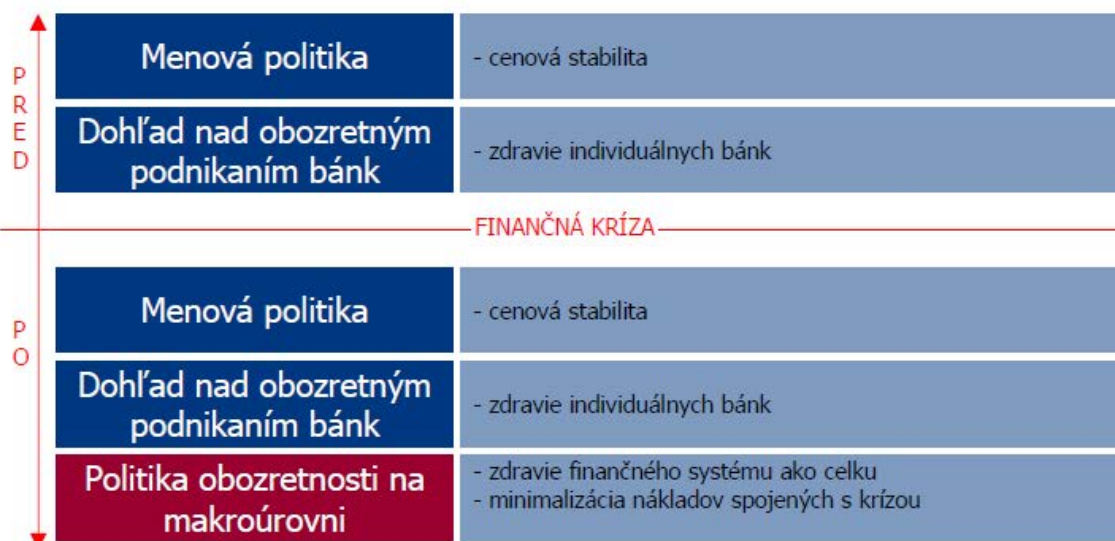 PRED
Menová politika
- cenová stabilita
Dohľad nad obozretným
podnikaním bánk
- zdravie individuálnych bánk
FINANČNÁ KRÍZA
PO
Menová politika
- cenová stabilita
Dohľad nad obozretným
podnikaním bánk
- zdravie individuálnych bánk
Politika obozretnosti na
makroúrovni
- zdravie finančného systému ako celku
- minimalizácia nákladov spojených s krízou